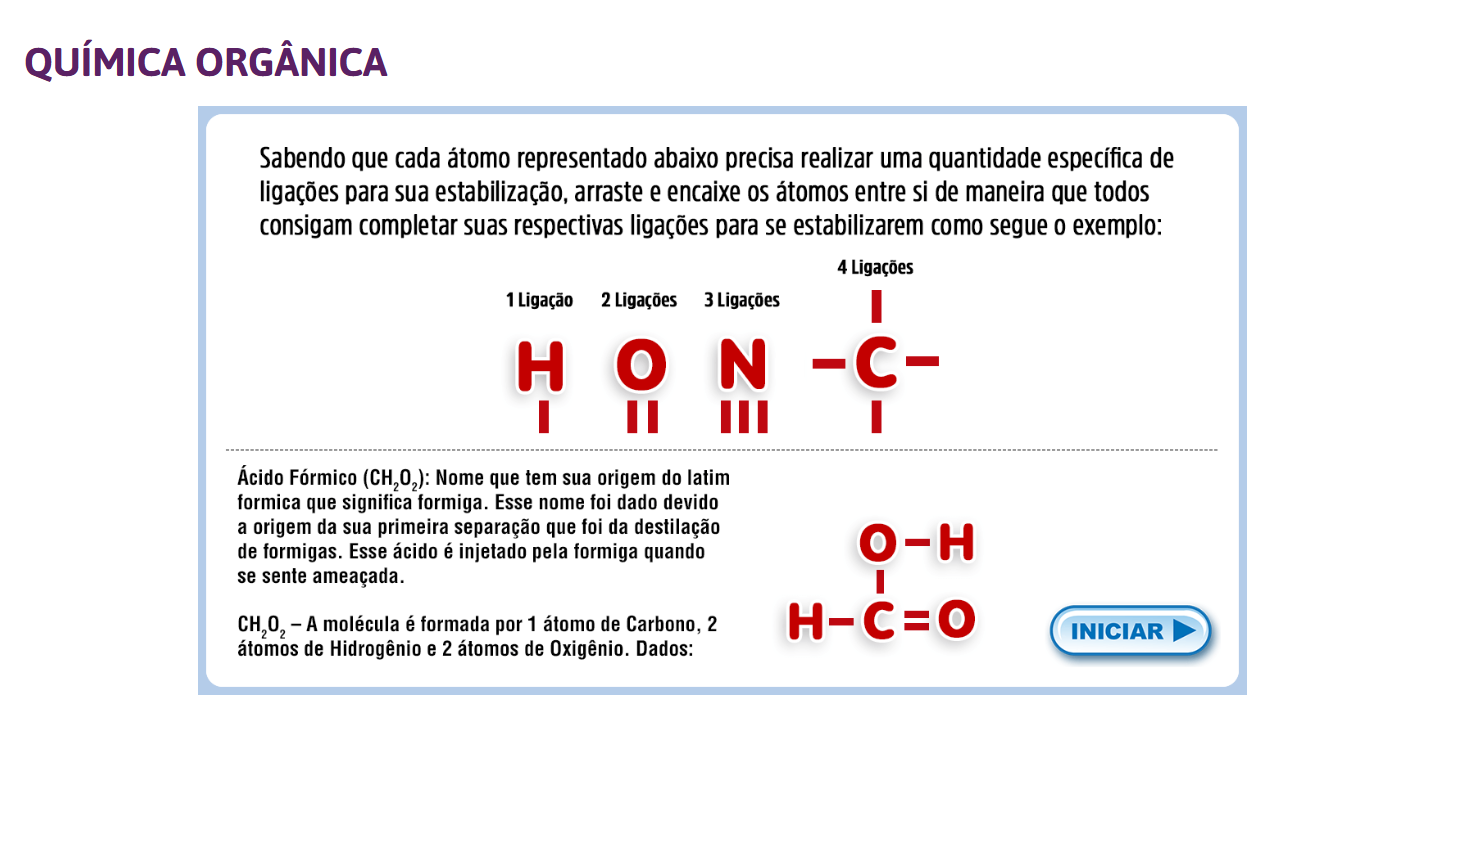 QUÍMICA ORGÂNICA
Sabendo que cada átomo representado abaixo precisa realizar uma quantidade específica de
ligações para sua estabilização, arraste e encaixe os átomos entre si de maneira que todos
consigam completar suas respectivas ligações para se estabilizarem como segue o exemplo:
4 Ligações
1 Ligação 2 Ligações 3 Ligações
H O N C
Ácido Fórmico (CH₂O₂): Nome que tem sua origem do latim
formica que significa formiga. Esse nome foi dado devido
a origem da sua primeira separação que foi da destilação
de formigas. Esse ácido é injetado pela formiga quando
se sente ameaçada.
CH₂O₂ – A molécula é formada por 1 átomo de Carbono, 2
átomos de Hidrogênio e 2 átomos de Oxigênio. Dados:
O–H
H–C=O
INICIAR